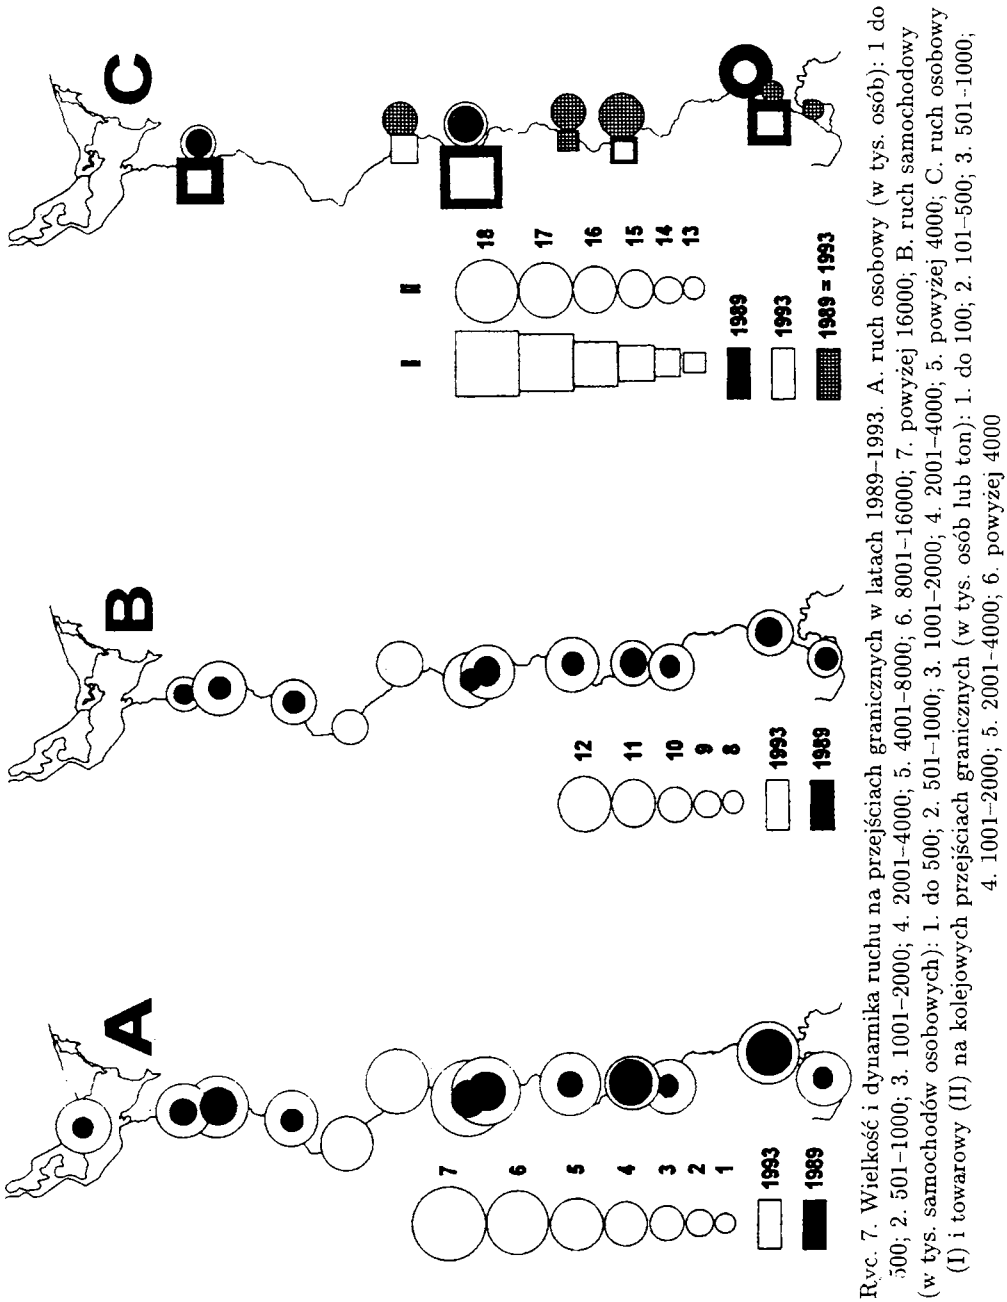 A
7
6
5
4
3
2
1
1993
1989
B
12
11
10
9
8
1993
1989
C
I
II
18
17
16
15
14
13
1989
1993
1989 = 1993
Ryc. 7. Wielkość i dynamika ruchu na przejściach granicznych w latach 1989–1993. A. ruch osobowy (w tys. osób): 1 do
500; 2. 501–1000; 3. 1001–2000; 4. 2001–4000; 5. 4001–8000; 6. 8001–16000; 7. powyżej 16000; B. ruch samochodowy
(w tys. samochodów osobowych): 1. do 500; 2. 501–1000; 3. 1001–2000; 4. 2001–4000; 5. powyżej 4000; C. ruch osobowy
(I) i towarowy (II) na kolejowych przejściach granicznych (w tys. osób lub ton): 1. do 100; 2. 101–500; 3. 501–1000;
4. 1001–2000; 5. 2001–4000; 6. powyżej 4000